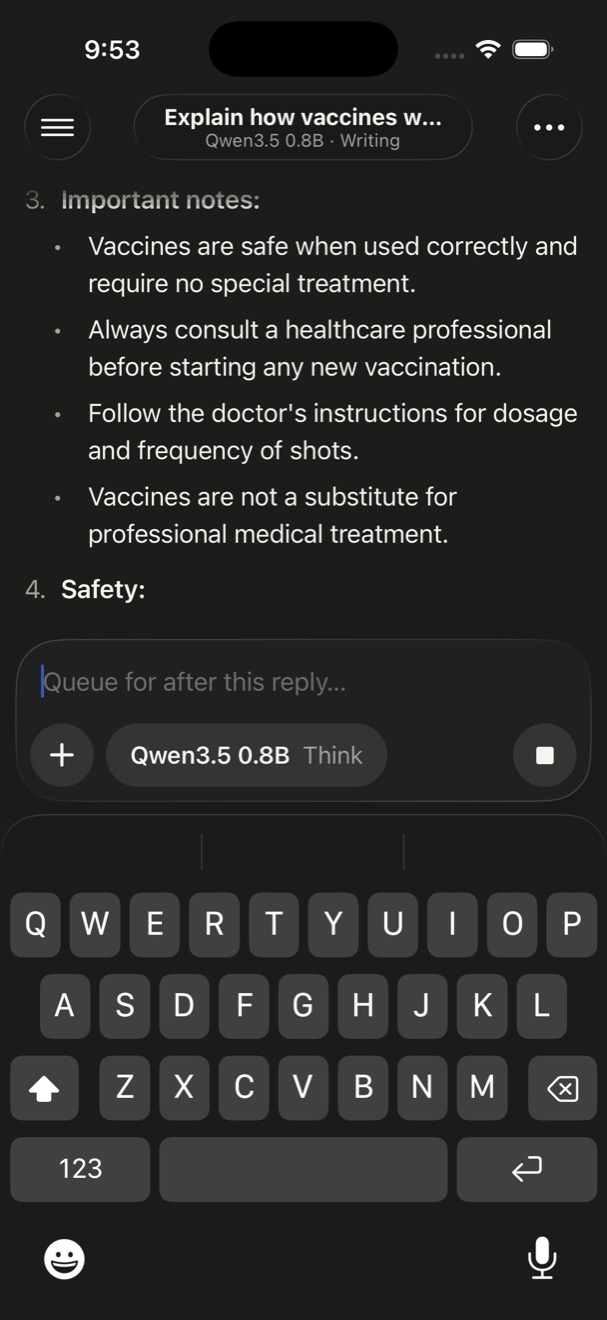 9:53
Explain how vaccines w...
Qwen3.5 0.8B · Writing
3. Important notes:
• Vaccines are safe when used correctly and
require no special treatment.
• Always consult a healthcare professional
before starting any new vaccination.
• Follow the doctor's instructions for dosage
and frequency of shots.
• Vaccines are not a substitute for
professional medical treatment.
4. Safety:
Queue for after this reply...
Qwen3.5 0.8B Think
Q W E R T Y U I O P
A S D F G H J K L
Z X C V B N M
123